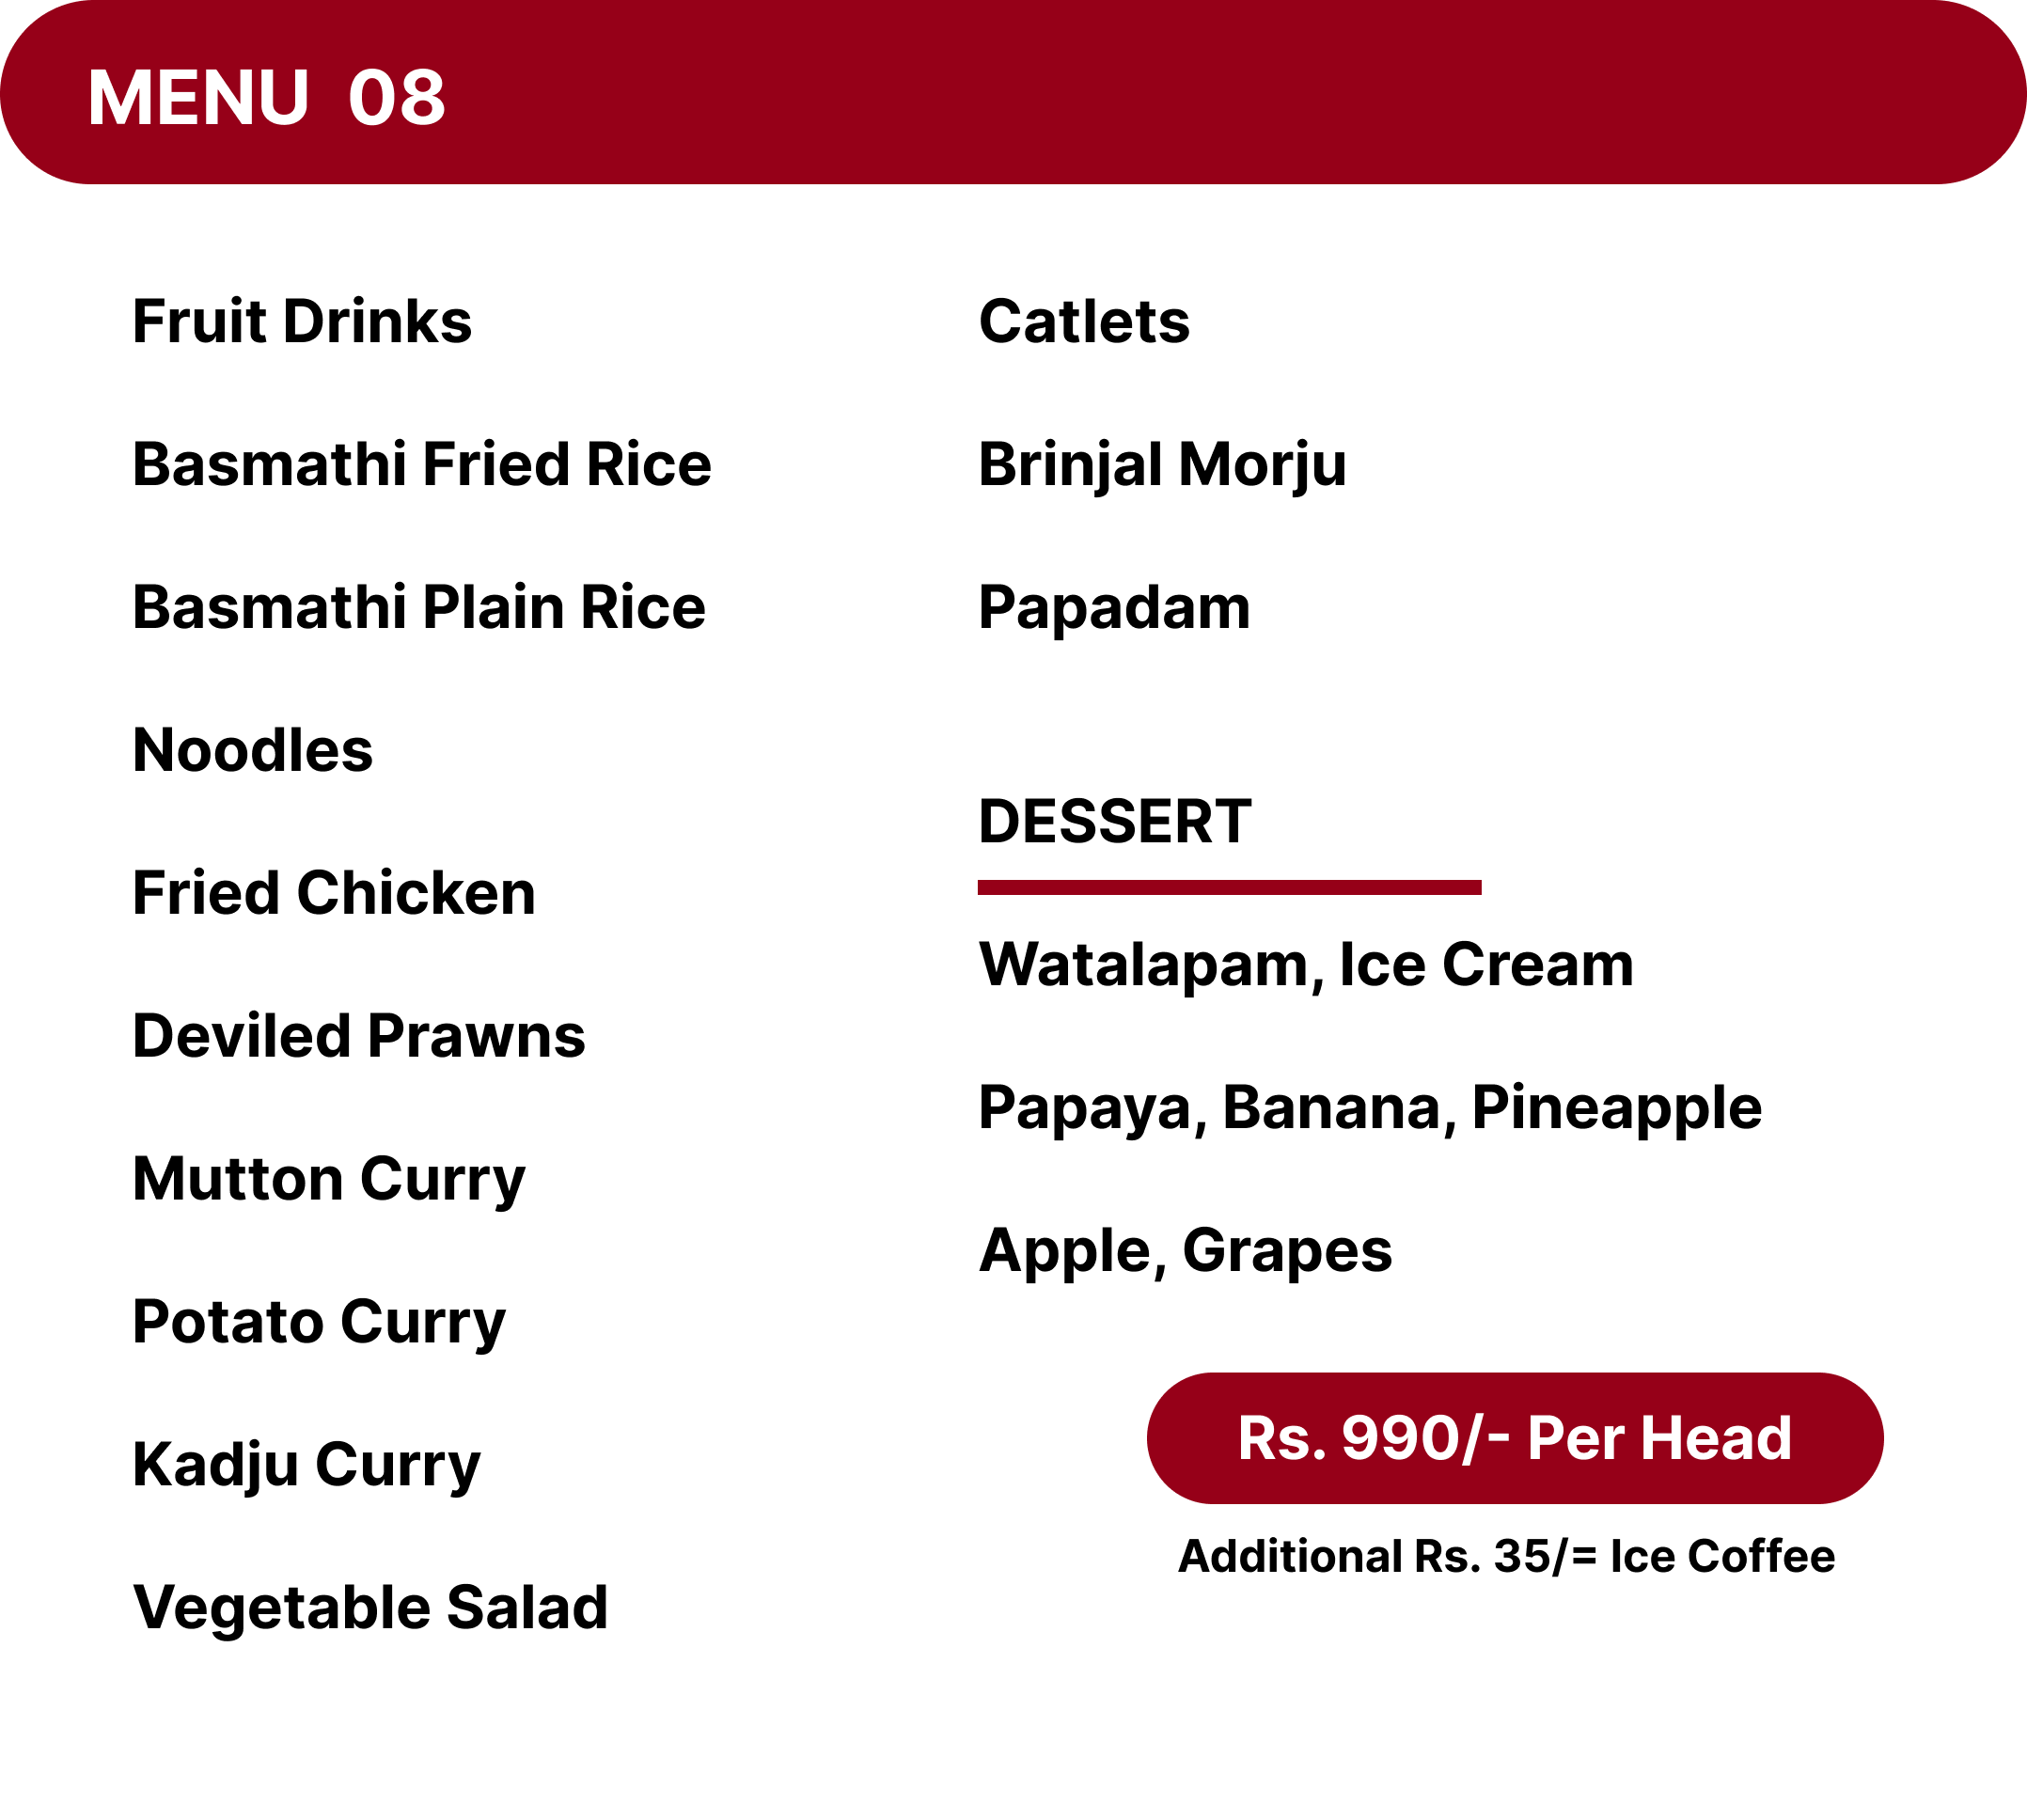 MENU 08
Fruit Drinks
Basmathi Fried Rice
Basmathi Plain Rice
Noodles
Fried Chicken
Deviled Prawns
Mutton Curry
Potato Curry
Kadju Curry
Vegetable Salad
Catlets
Brinjal Morju
Papadam
DESSERT
Watalapam, Ice Cream
Papaya, Banana, Pineapple
Apple, Grapes
Rs. 990/- Per Head
Additional Rs. 35/= Ice Coffee